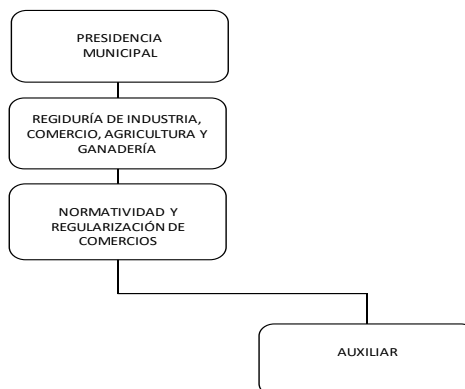 PRESIDENCIA
MUNICIPAL
REGIDURÍA DE INDUSTRIA,
COMERCIO, AGRICULTURA Y
GANADERÍA
NORMATIVIDAD Y
REGULARIZACIÓN DE
COMERCIOS
AUXILIAR